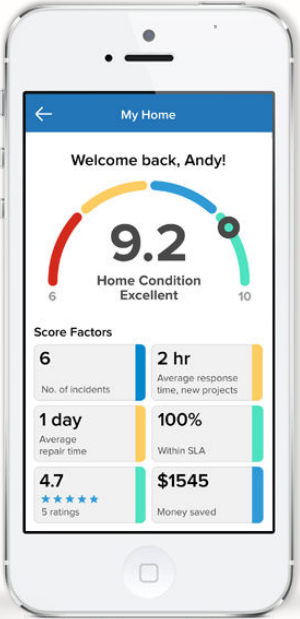 My Home
Welcome back, Andy!
9.2
Home Condition
Excellent
6
10
Score Factors
6
No. of incidents
2 hr
Average response
time, new projects
1 day
Average
repair time
100%
Within SLA
4.7
★★★★★
5 ratings
$1545
Money saved